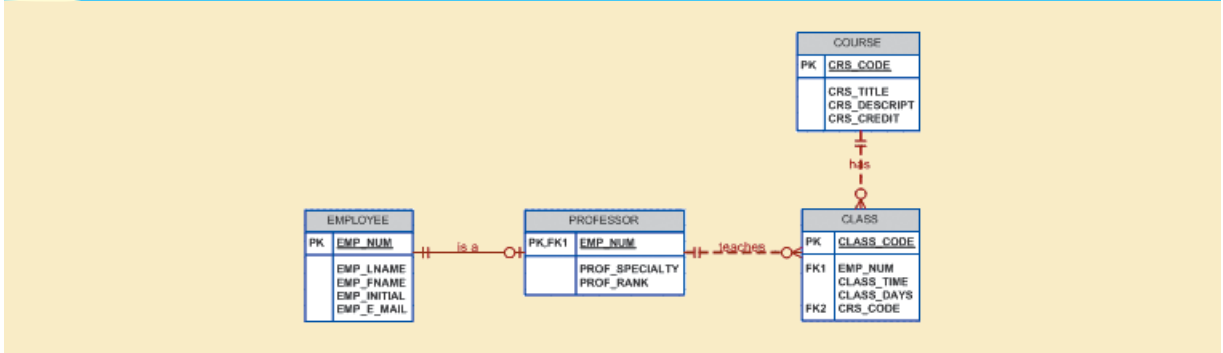 COURSE
PK CRS_CODE
CRS_TITLE
CRS_DESCRIPT
CRS_CREDIT
has
EMPLOYEE
PK EMP_NUM
EMP_LNAME
EMP_FNAME
EMP_INITIAL
EMP_E_MAIL
is a
PROFESSOR
PK,FK1 EMP_NUM
PROF_SPECIALTY
PROF_RANK
teaches
CLASS
PK CLASS_CODE
FK1 EMP_NUM
CLASS_TIME
CLASS_DAYS
FK2 CRS_CODE